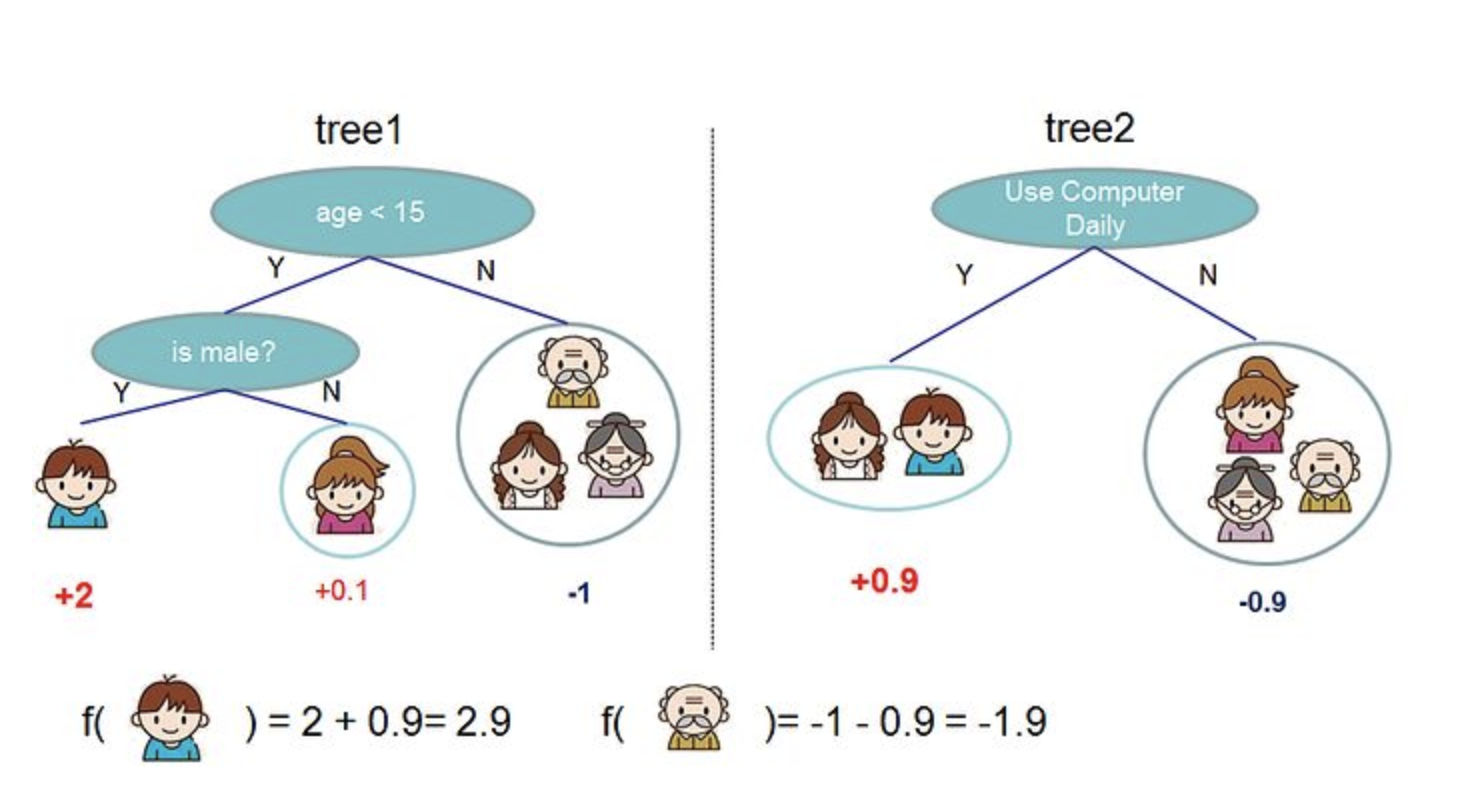 tree1
age < 15
Y
N
is male?
Y
N
+2
+0.1
-1
tree2
Use Computer
Daily
Y
N
+0.9
-0.9
f( ) = 2 + 0.9= 2.9
f( )= -1 - 0.9 = -1.9